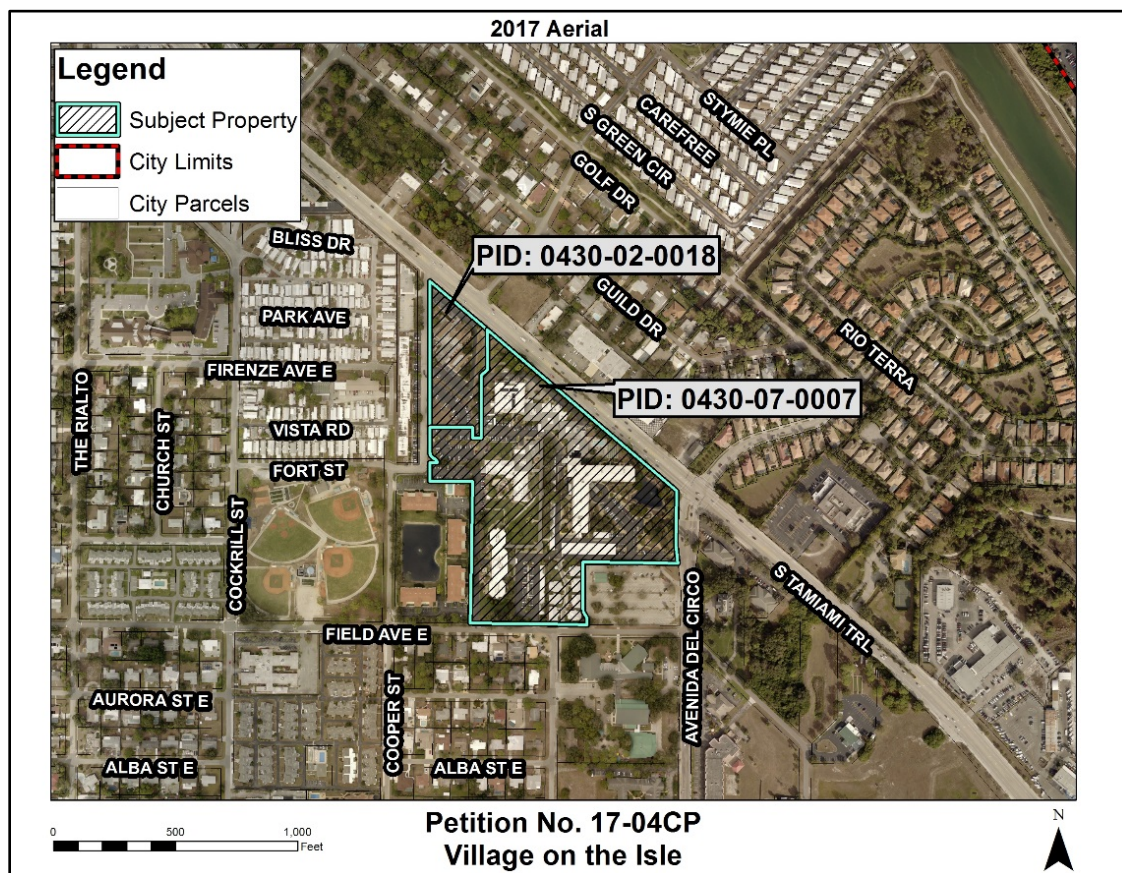 2017 Aerial
Legend
Subject Property
City Limits
City Parcels
STYMIE PL
CAREFREE
S GREEN CIR
GOLF DR
BLISS DR
PID: 0430-02-0018
GUILD DR
PARK AVE
RIO TERRA
FIRENZE AVE E
PID: 0430-07-0007
THE RIALTO
CHURCH ST
VISTA RD
FORT ST
COCKRILL ST
S TAMIAMI TRL
AVENIDA DEL CIRCO
FIELD AVE E
COOPER ST
AURORA ST E
ALBA ST E
ALBA ST E
0 500 1,000
Feet
Petition No. 17-04CP
Village on the Isle
N